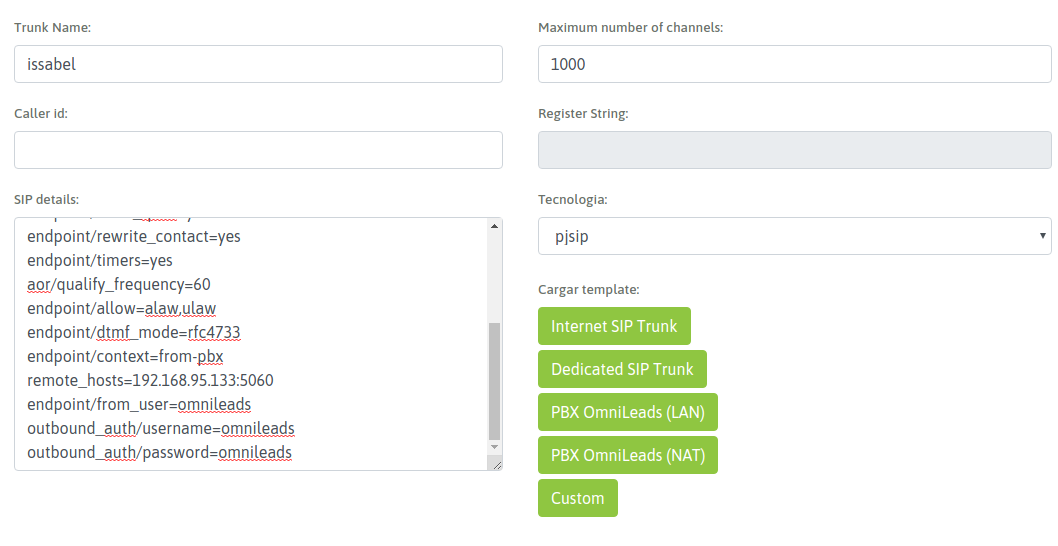 Trunk Name:
issabel
Maximum number of channels:
1000
Caller id:
Register String:
SIP details:
endpoint/rewrite_contact=yes
endpoint/timers=yes
aor/qualify_frequency=60
endpoint/allow=alaw,ulaw
endpoint/dtmf_mode=rfc4733
endpoint/context=from-pbx
remote_hosts=192.168.95.133:5060
endpoint/from_user=omnileads
outbound_auth/username=omnileads
outbound_auth/password=omnileads
Tecnologia:
pjsip
Cargar template:
Internet SIP Trunk
Dedicated SIP Trunk
PBX OmniLeads (LAN)
PBX OmniLeads (NAT)
Custom